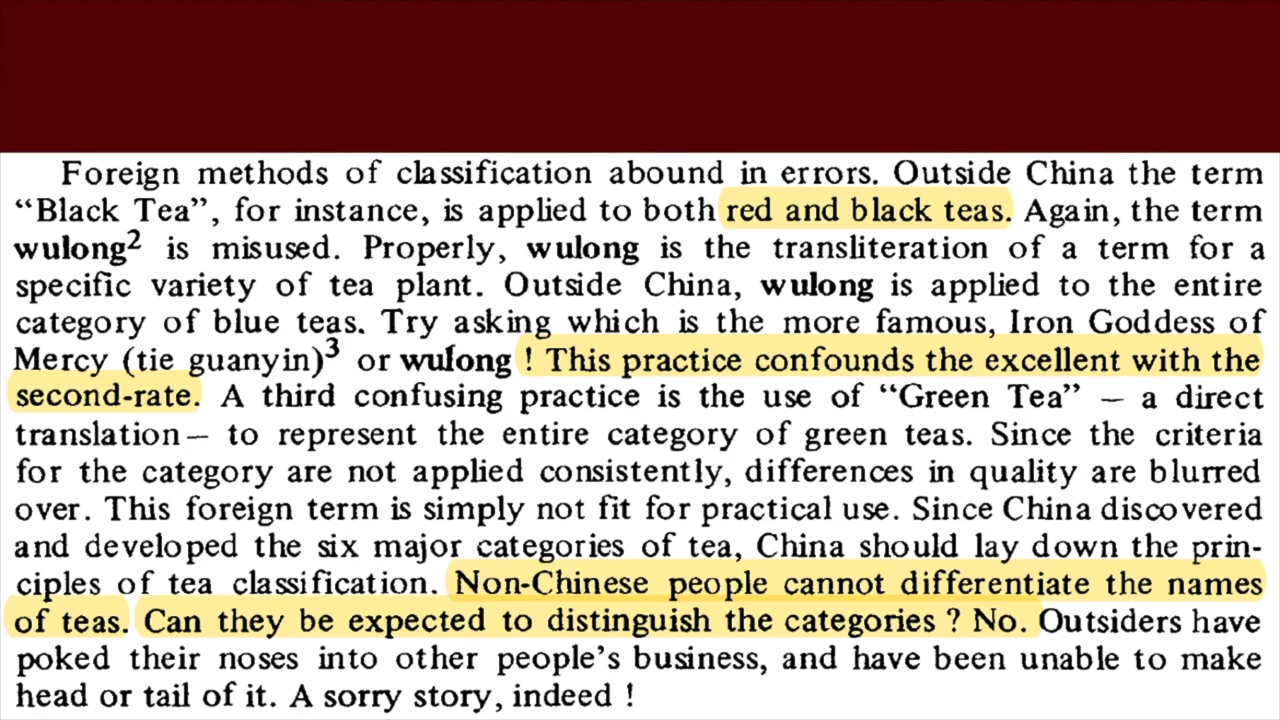 Foreign methods of classification abound in errors. Outside China the term
“Black Tea”, for instance, is applied to both red and black teas. Again, the term
wulong2 is misused. Properly, wulong is the transliteration of a term for a
specific variety of tea plant. Outside China, wulong is applied to the entire
category of blue teas. Try asking which is the more famous, Iron Goddess of
Mercy (tie guanyin)3 or wulong ! This practice confounds the excellent with the
second-rate. A third confusing practice is the use of “Green Tea” — a direct
translation— to represent the entire category of green teas. Since the criteria
for the category are not applied consistently, differences in quality are blurred
over. This foreign term is simply not fit for practical use. Since China discovered
and developed the six major categories of tea, China should lay down the prin-
ciples of tea classification. Non-Chinese people cannot differentiate the names
of teas. Can they be expected to distinguish the categories ? No. Outsiders have
poked their noses into other people’s business, and have been unable to make
head or tail of it. A sorry story, indeed !